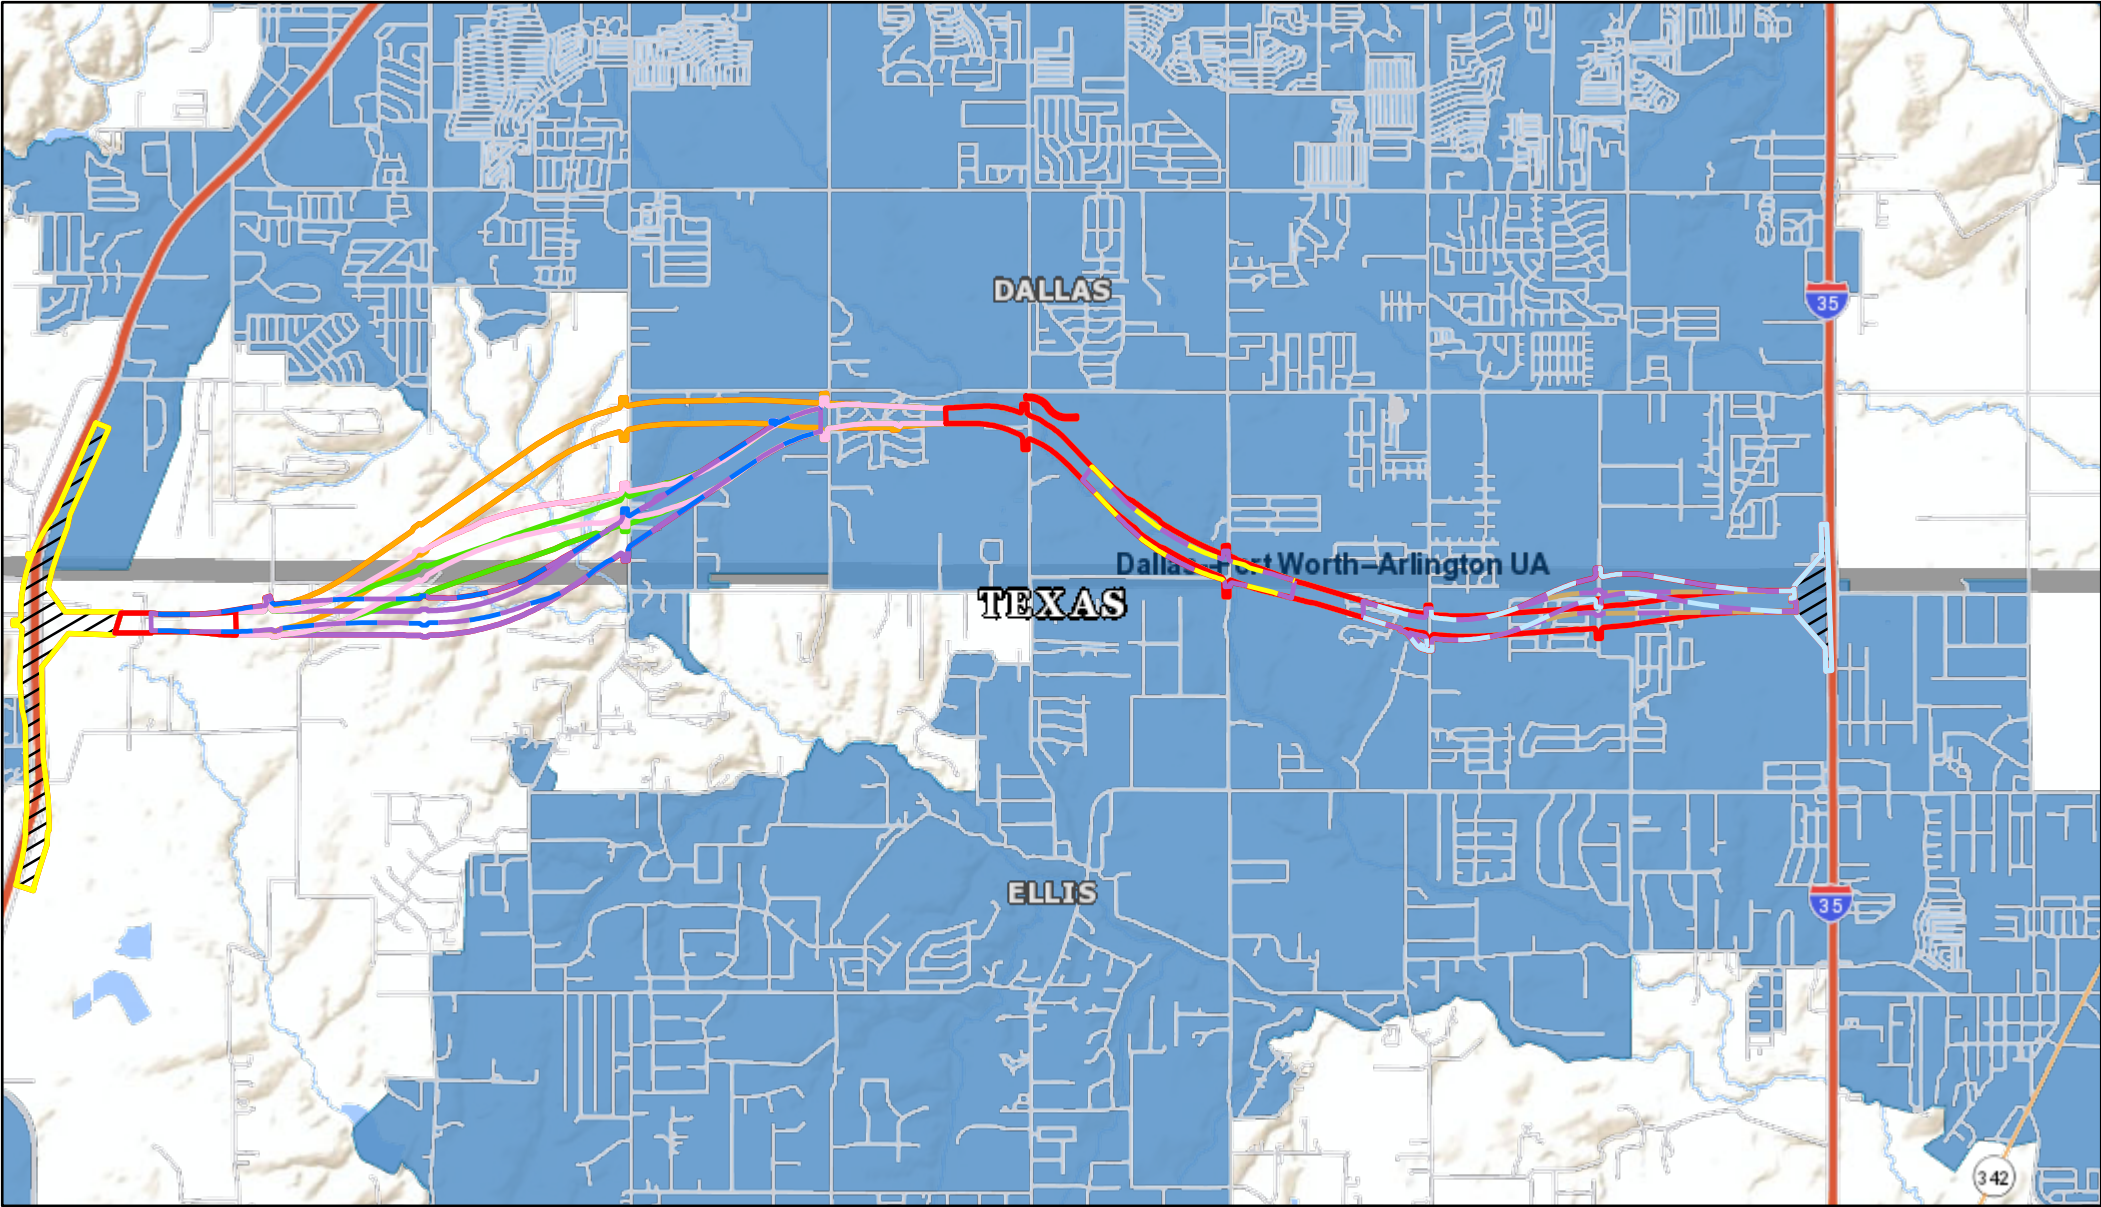 DALLAS
35
Dallas–Fort Worth–Arlington UA
TEXAS
ELLIS
35
342